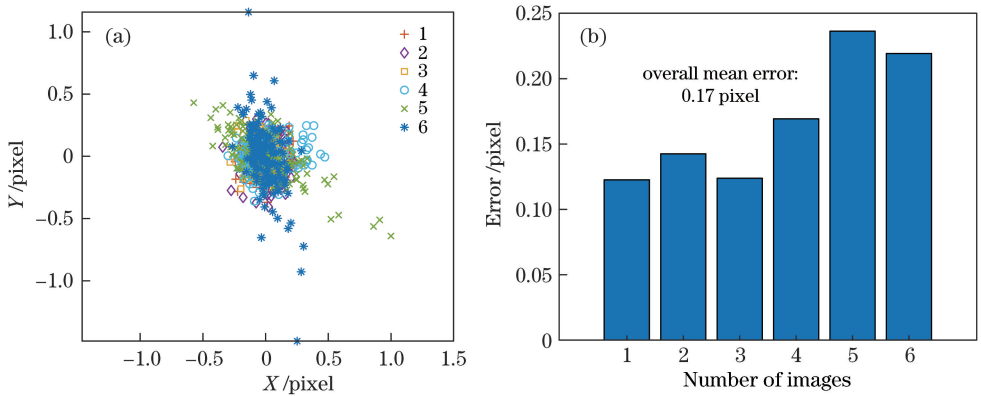 (a)
1
2
3
4
5
6
1.0
0.5
0
−0.5
−1.0
Y/pixel
−1.0 −0.5 0 0.5 1.0 1.5
X/pixel
(b)
overall mean error:
0.17 pixel
0.25
0.20
0.15
0.10
0.05
0
Error/pixel
1 2 3 4 5 6
Number of images